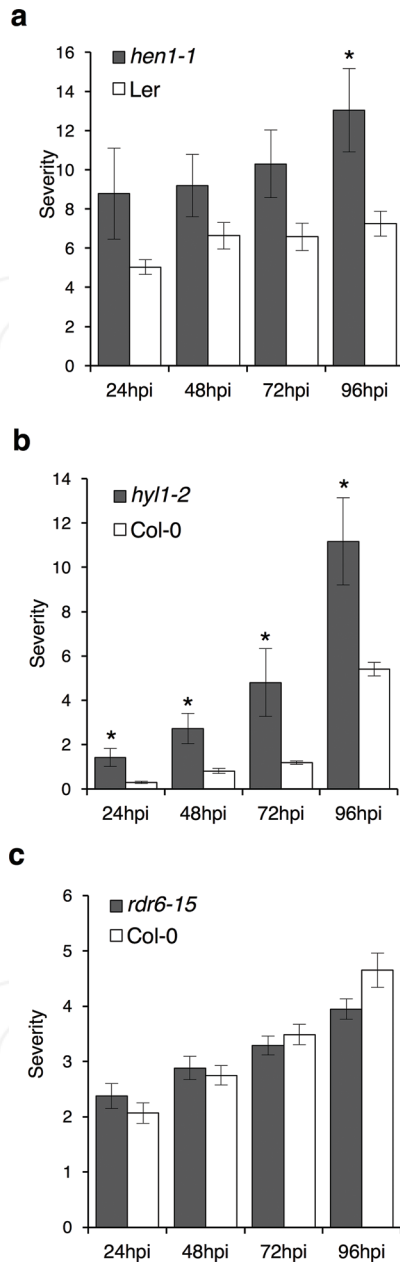 a
16
14
12
10
8
6
4
2
0
Severity
hen1-1
Ler
*
24hpi 48hpi 72hpi 96hpi
b
14
12
10
8
6
4
2
0
Severity
hyl1-2
Col-0
* * * *
24hpi 48hpi 72hpi 96hpi
c
6
5
4
3
2
1
0
Severity
rdr6-15
Col-0
24hpi 48hpi 72hpi 96hpi